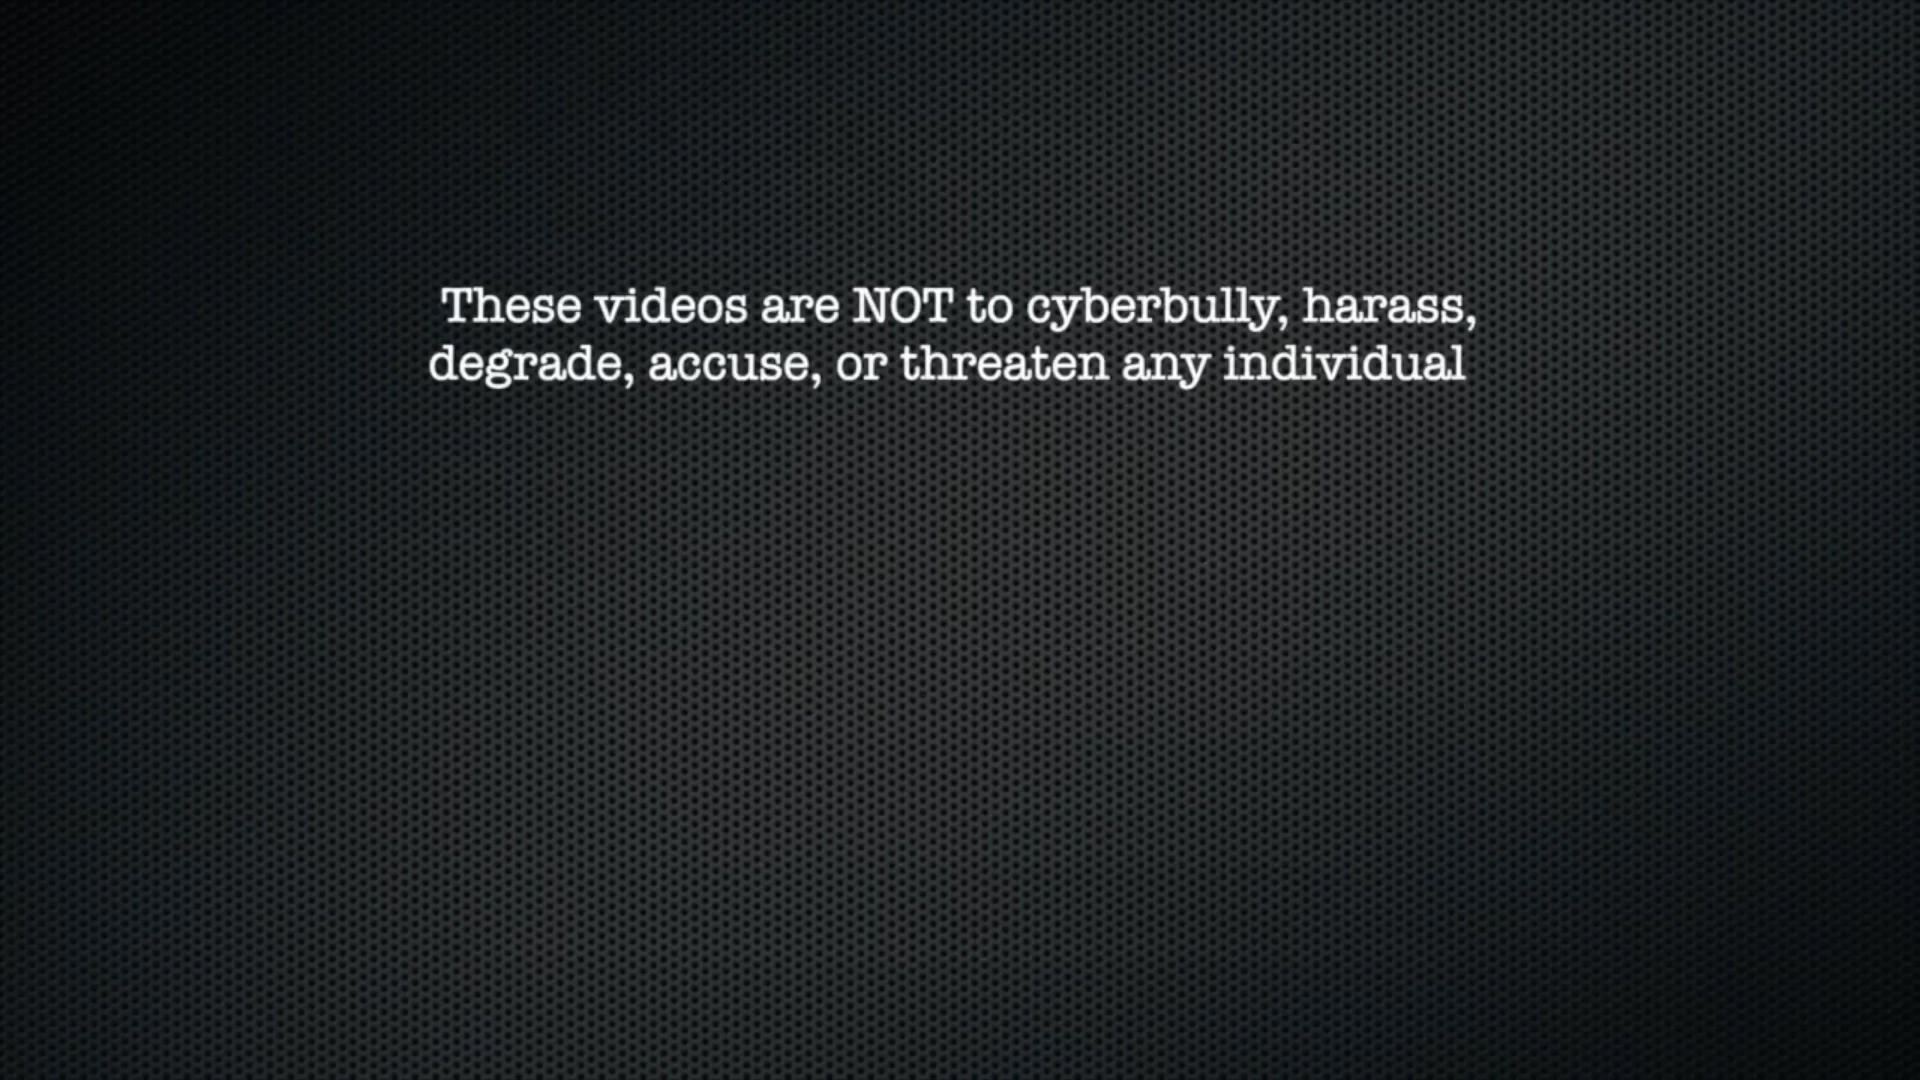 These videos are NOT to cyberbully, harass,
degrade, accuse, or threaten any individual